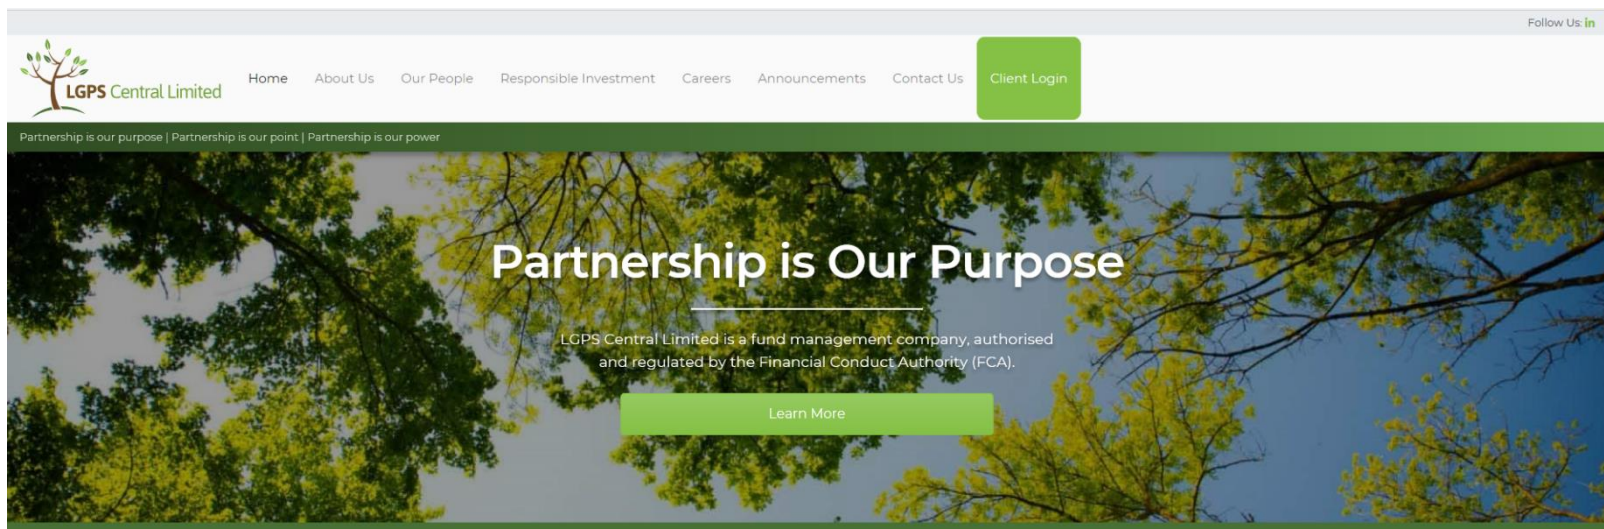 Follow Us: in
LGPS Central Limited
Home About Us Our People Responsible Investment Careers Announcements Contact Us Client Login
Partnership is our purpose | Partnership is our point | Partnership is our power
Partnership is Our Purpose
LGPS Central Limited is a fund management company, authorised
and regulated by the Financial Conduct Authority (FCA).
Learn More